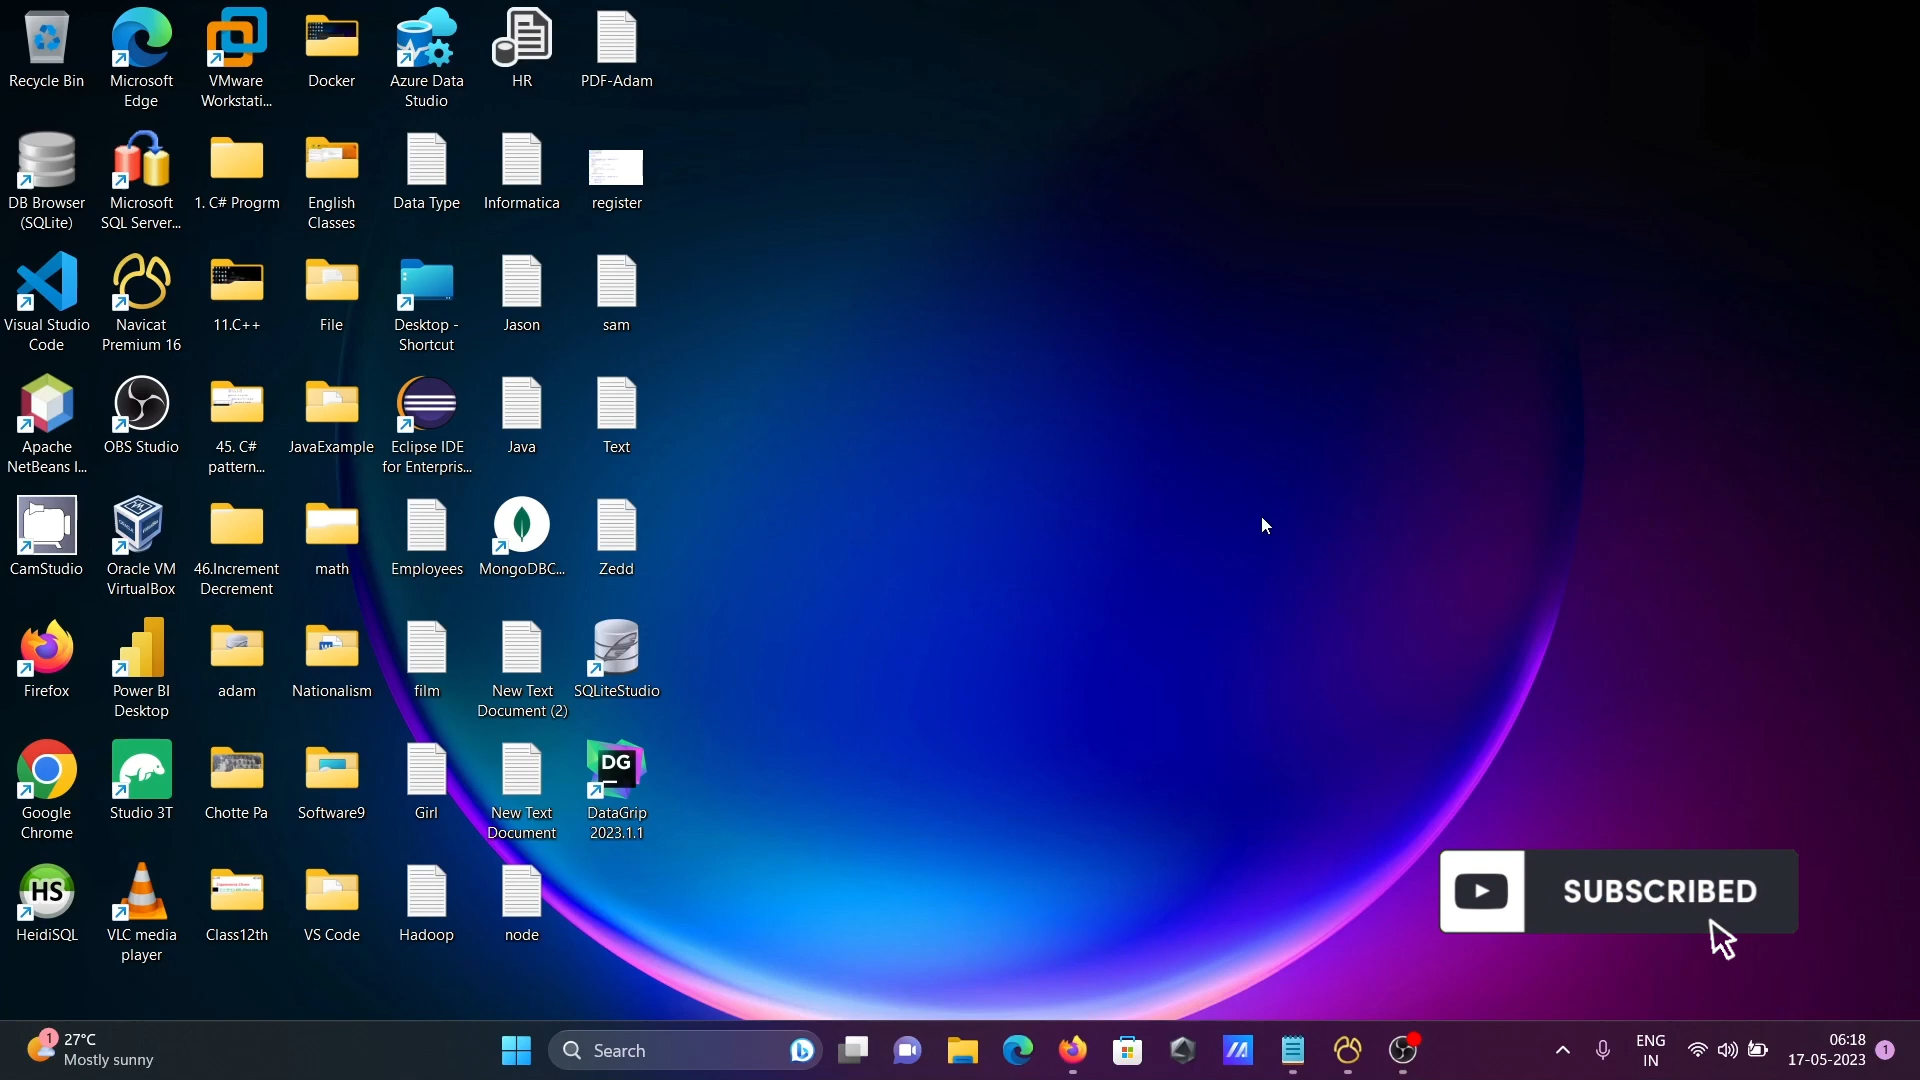 Recycle Bin
Microsoft
Edge
VMware
Workstati...
Docker
Azure Data
Studio
HR
PDF-Adam
DB Browser
(SQLite)
Microsoft
SQL Server...
1. C# Progrm
English
Classes
Data Type
Informatica
register
Visual Studio
Code
Navicat
Premium 16
11.C++
File
Desktop -
Shortcut
Jason
sam
Apache
NetBeans I...
OBS Studio
45. C#
pattern...
JavaExample
Eclipse IDE
for Enterpris...
Java
Text
CamStudio
Oracle VM
VirtualBox
46.Increment
Decrement
math
Employees
MongoDBC...
Zedd
Firefox
Power BI
Desktop
adam
Nationalism
film
New Text
Document (2)
SQLiteStudio
Google
Chrome
Studio 3T
Chotte Pa
Software9
Girl
New Text
Document
DG
DataGrip
2023.1.1
HS
HeidiSQL
VLC media
player
Class12th
VS Code
Hadoop
node
SUBSCRIBED
1
27°C
Mostly sunny
Search
ENG
IN
06:18
17-05-2023
1